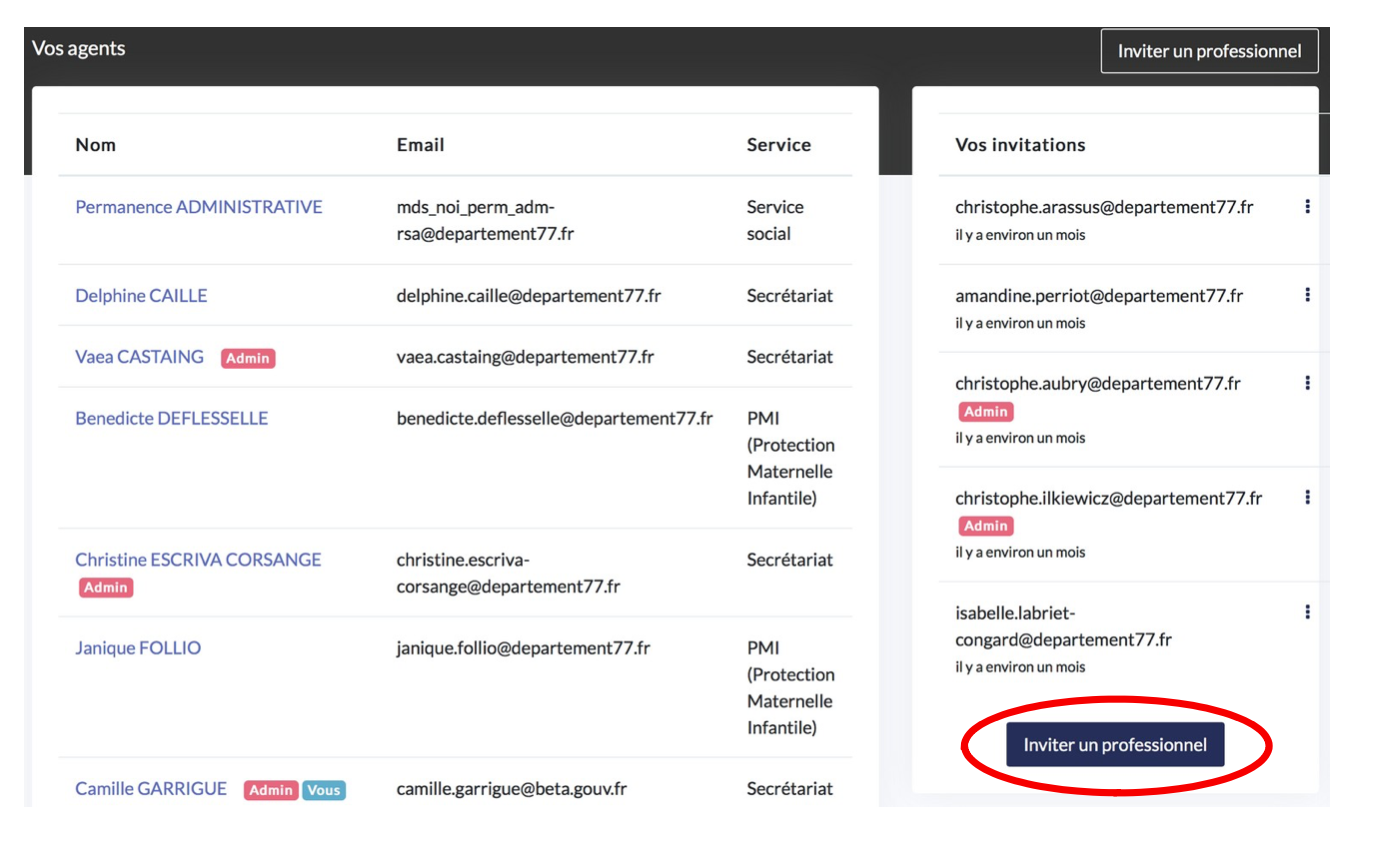 Vos agents
Inviter un professionnel
Nom Email Service
Permanence ADMINISTRATIVE mds_noi_perm_adm- Service
rsa@departement77.fr social
Delphine CAILLE delphine.caille@departement77.fr Secrétariat
Vaea CASTAING Admin vaea.castaing@departement77.fr Secrétariat
Benedicte DEFLESSELLE benedicte.deflesselle@departement77.fr PMI
(Protection
Maternelle
Infantile)
Christine ESCRIVA CORSANGE christine.escriva- Secrétariat
Admin corsange@departement77.fr
Janique FOLLIO janique.follio@departement77.fr PMI
(Protection
Maternelle
Infantile)
Camille GARRIGUE Admin Vous camille.garrigue@beta.gouv.fr Secrétariat
Vos invitations
christophe.arassus@departement77.fr
il y a environ un mois
amandine.perriot@departement77.fr
il y a environ un mois
christophe.aubry@departement77.fr
Admin
il y a environ un mois
christophe.ilkiewicz@departement77.fr
Admin
il y a environ un mois
isabelle.labriet-
congard@departement77.fr
il y a environ un mois
Inviter un professionnel